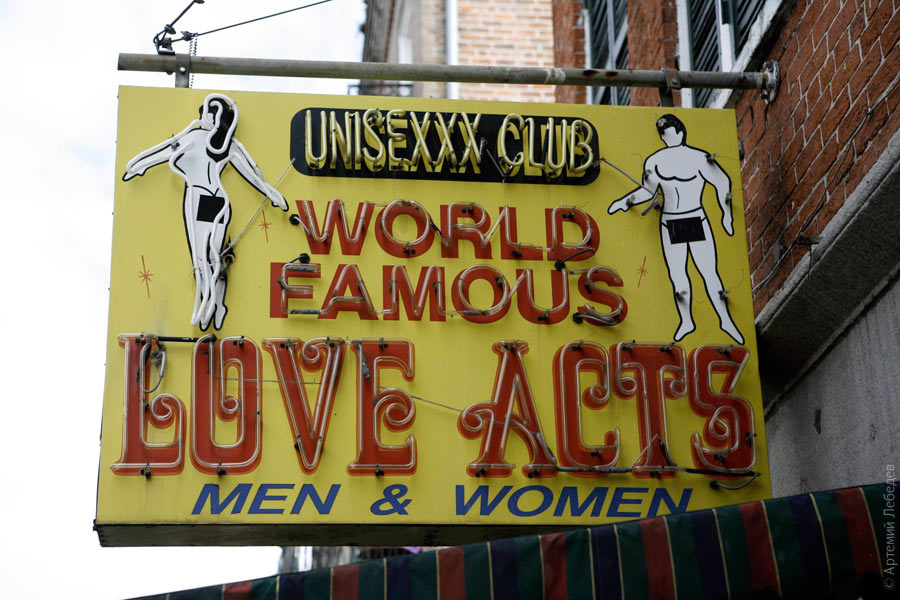 UNISEXXX CLUB
WORLD
FAMOUS
LOVE ACTS
MEN & WOMEN
© Артемий Лебедев